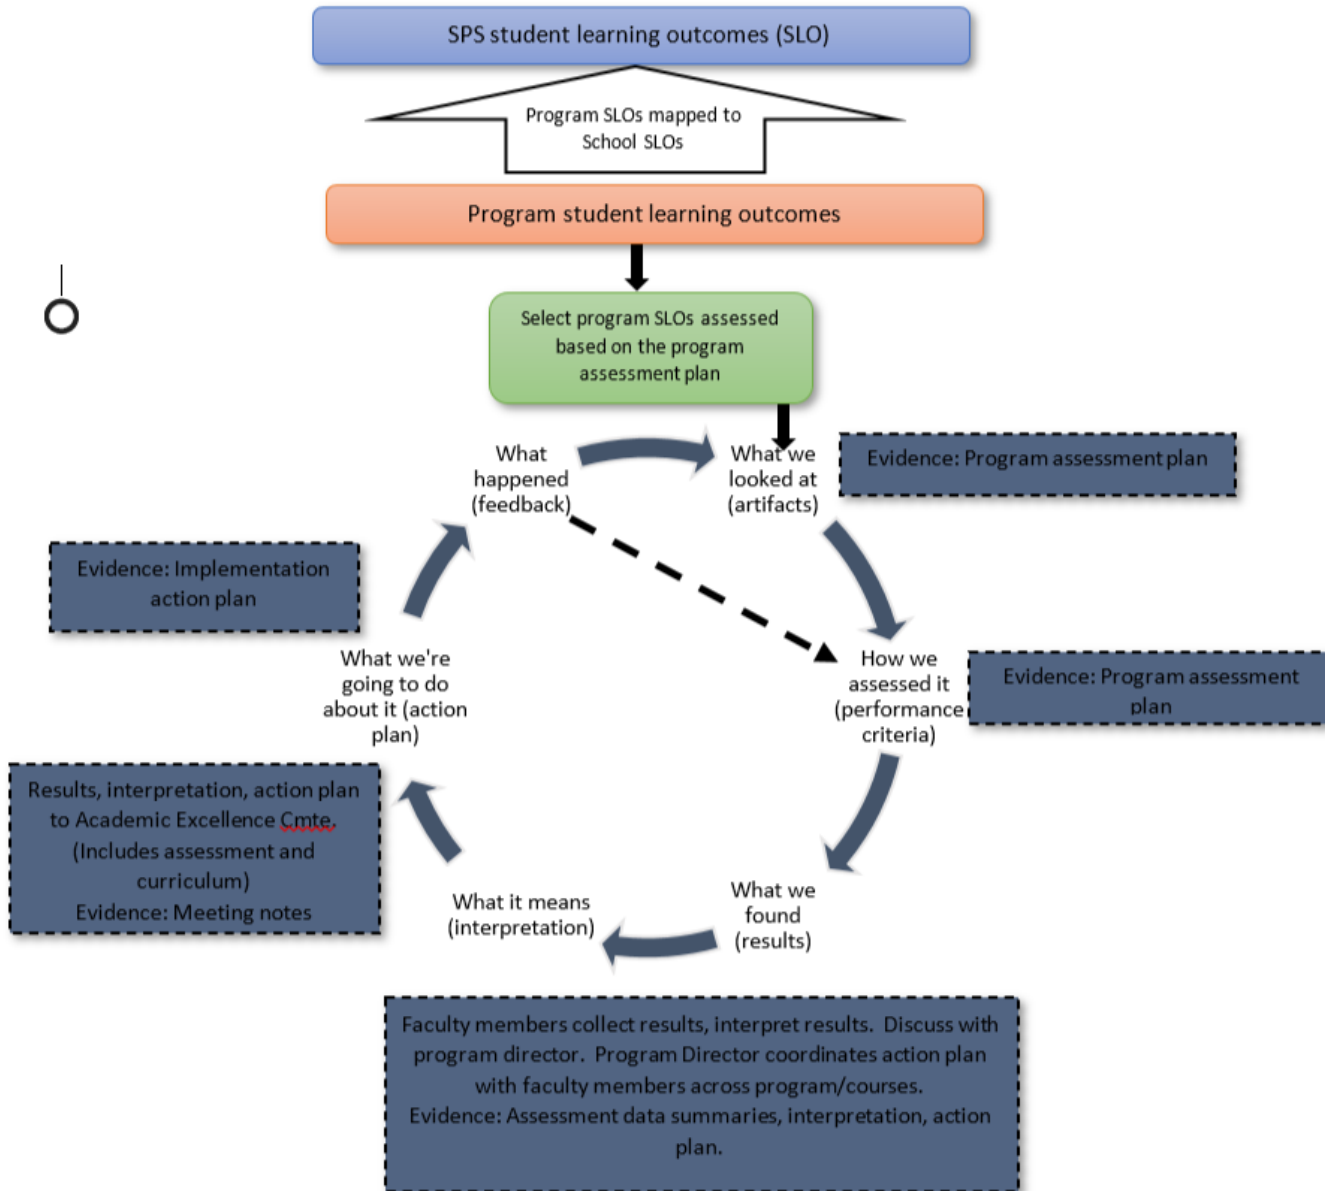 SPS student learning outcomes (SLO)
Program SLOs mapped to
School SLOs
Program student learning outcomes
Select program SLOs assessed
based on the program
assessment plan
What
happened
(feedback)
What we
looked at
(artifacts)
Evidence: Program assessment plan
Evidence: Implementation
action plan
What we're
going to do
about it (action
plan)
How we
assessed it
(performance
criteria)
Evidence: Program assessment
plan
Results, interpretation, action plan
to Academic Excellence Cmte.
(Includes assessment and
curriculum)
Evidence: Meeting notes
What it means
(interpretation)
What we
found
(results)
Faculty members collect results, interpret results.  Discuss with
program director.  Program Director coordinates action plan
with faculty members across program/courses.
Evidence: Assessment data summaries, interpretation, action
plan.